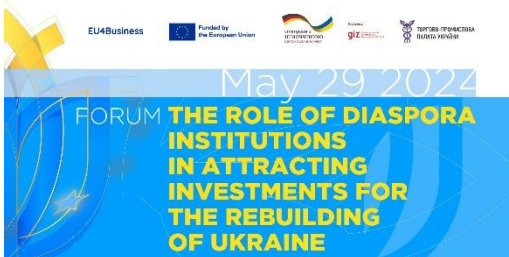 EU4Business
Funded by
the European Union
giz
ТОРГОВО-ПРОМИСЛОВА
ПАЛАТА УКРАЇНИ
May 29 2024
FORUM THE ROLE OF DIASPORA
INSTITUTIONS
IN ATTRACTING
INVESTMENTS FOR
THE REBUILDING
OF UKRAINE